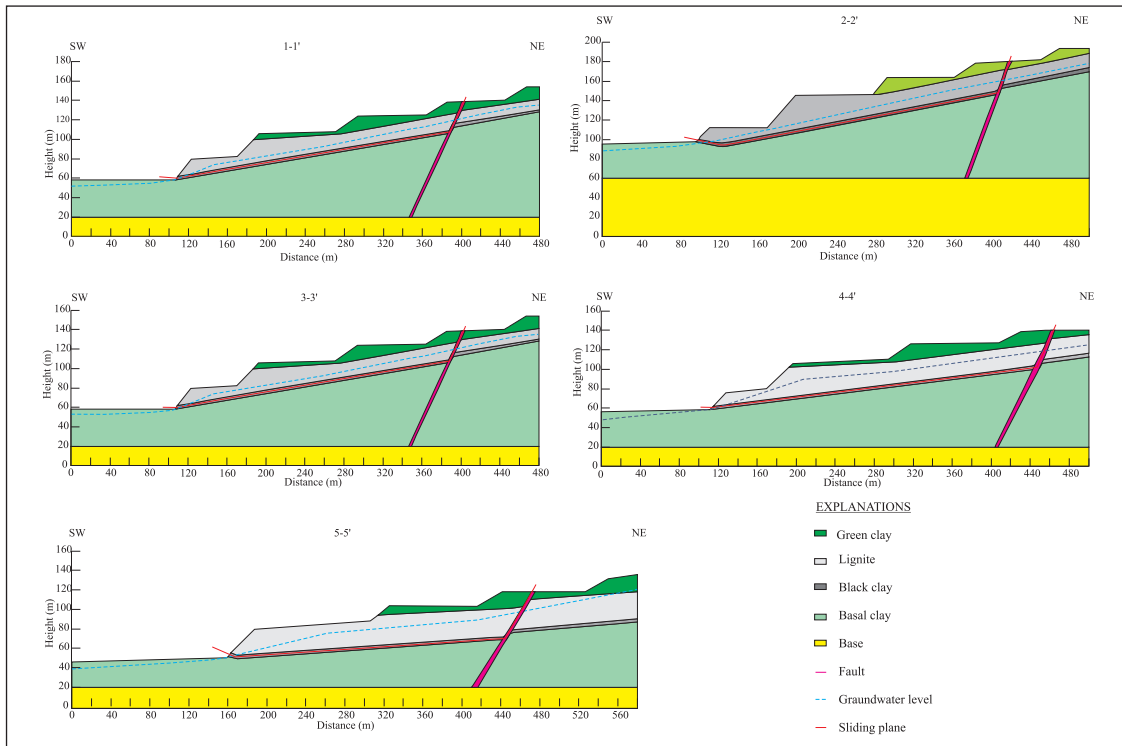 SW
1-1'
NE
Height (m)
180
160
140
120
100
80
60
40
20
0
0 40 80 120 160 200 240 280 320 360 400 440 480
Distance (m)
SW
2-2'
NE
Height (m)
200
180
160
140
120
100
80
60
40
20
0
0 40 80 120 160 200 240 280 320 360 400 440 480
Distance (m)
SW
3-3'
NE
Height (m)
160
140
120
100
80
60
40
20
0
0 40 80 120 160 200 240 280 320 360 400 440 480
Distance (m)
SW
4-4'
NE
Height (m)
160
140
120
100
80
60
40
20
0
0 40 80 120 160 200 240 280 320 360 400 440 480
Distance (m)
SW
5-5'
NE
Height (m)
160
140
120
100
80
60
40
20
0
0 40 80 120 160 200 240 280 320 360 400 440 480 520 560
Distance (m)
EXPLANATIONS
Green clay
Lignite
Black clay
Basal clay
Base
Fault
Graundwater level
Sliding plane